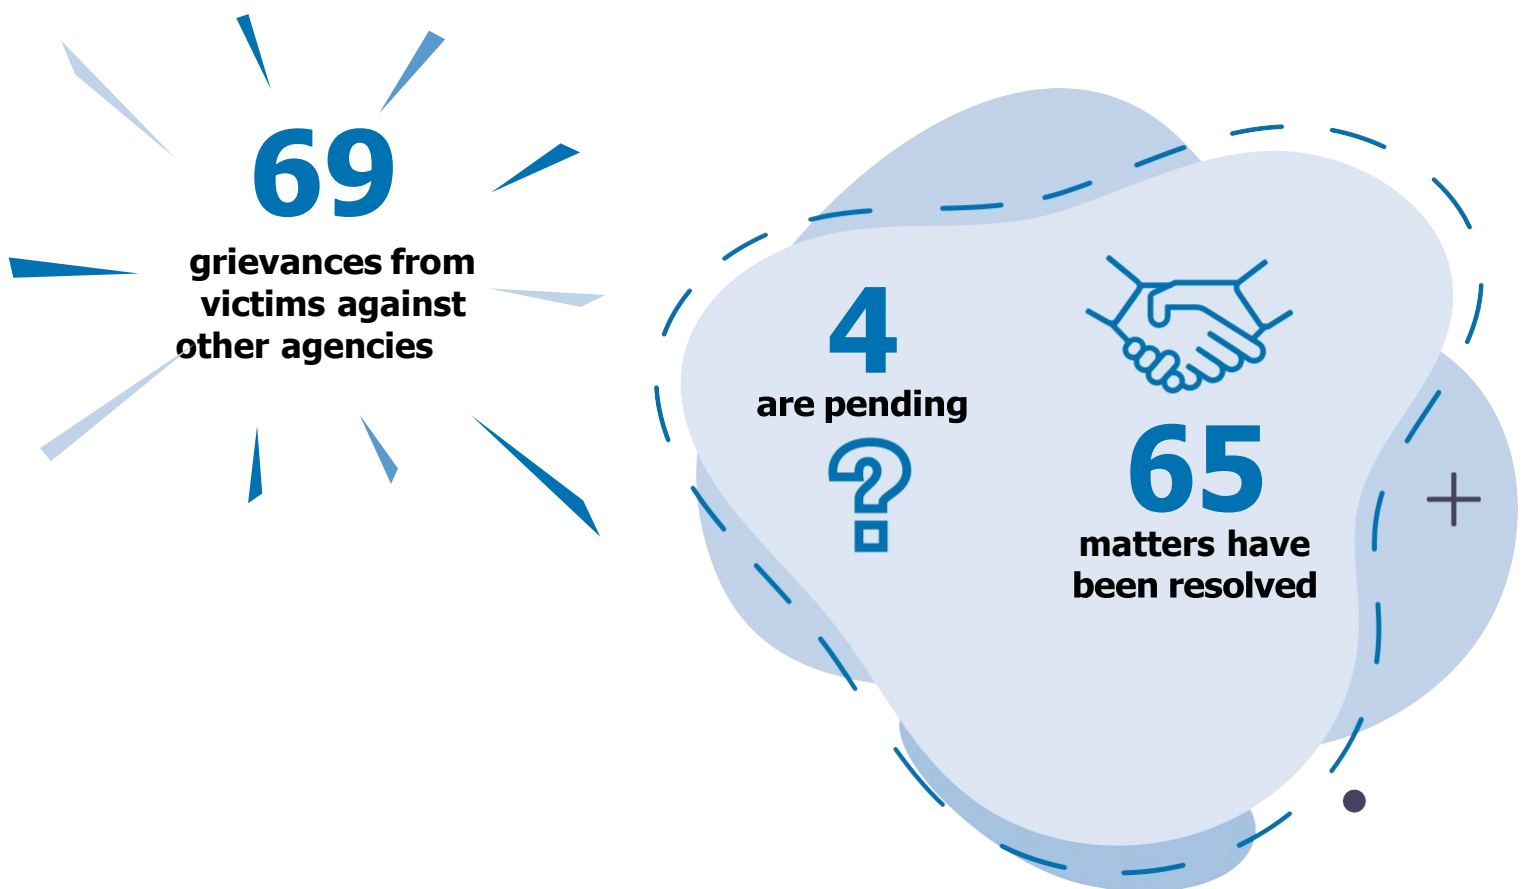 69
grievances from
victims against
other agencies
4
are pending
65
matters have
been resolved